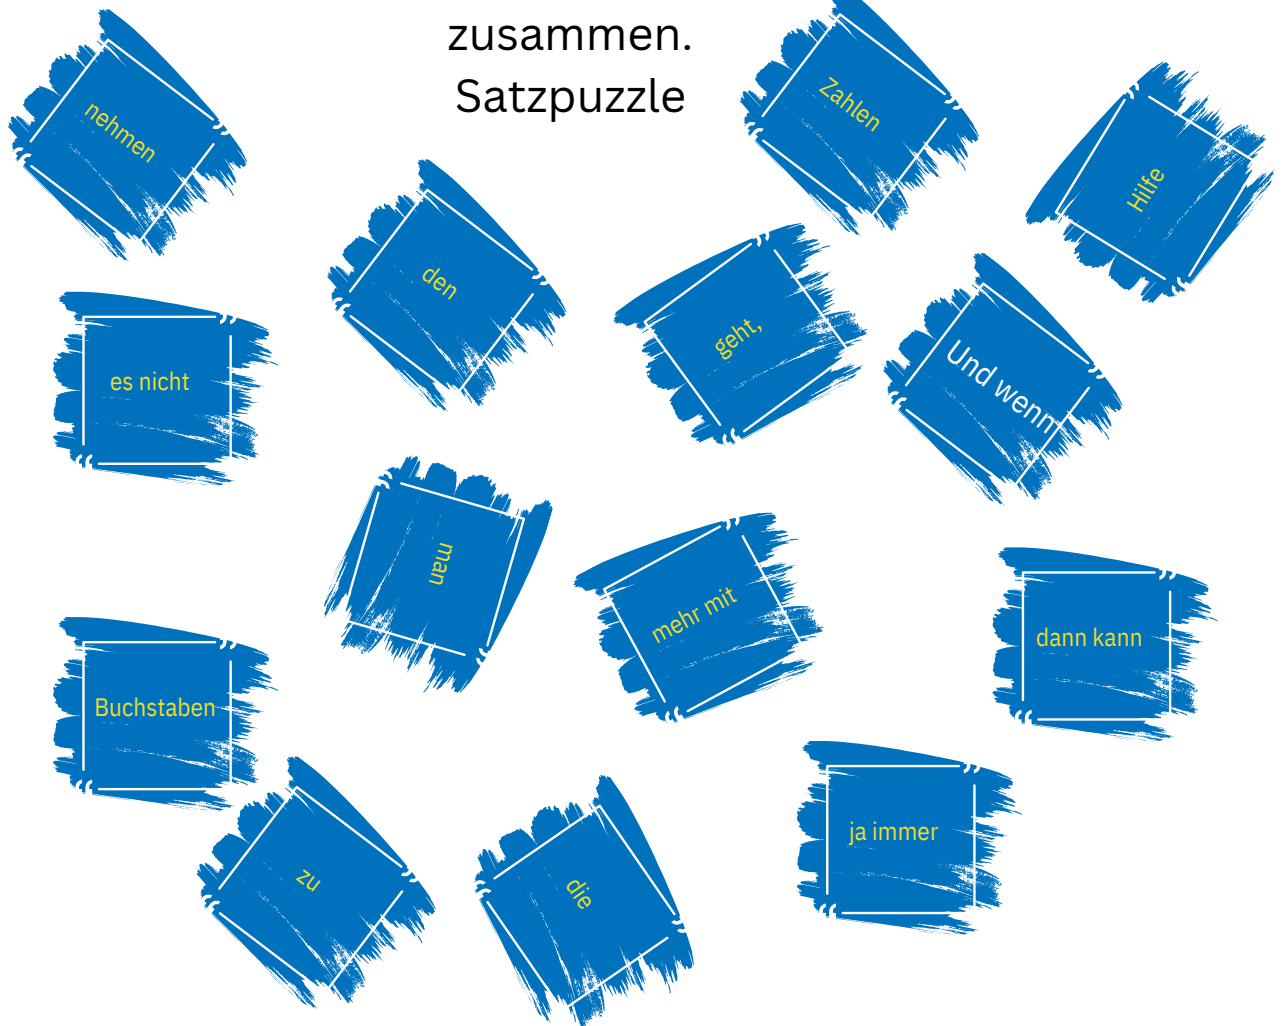 zusammen.
Satzpuzzle
nehmen
Zahlen
Hilfe
den
geht,
es nicht
Und wenn
man
mehr mit
dann kann
Buchstaben
ja immer
zu
die